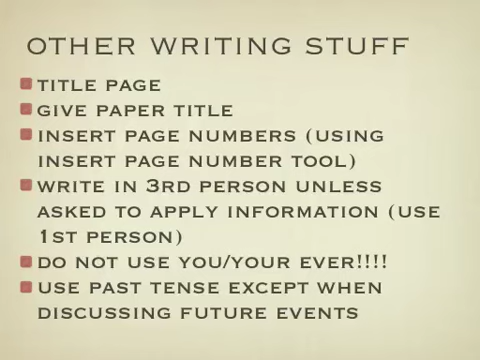 OTHER WRITING STUFF
TITLE PAGE
GIVE PAPER TITLE
INSERT PAGE NUMBERS (USING
INSERT PAGE NUMBER TOOL)
WRITE IN 3RD PERSON UNLESS
ASKED TO APPLY INFORMATION (USE
1ST PERSON)
DO NOT USE YOU/YOUR EVER!!!!
USE PAST TENSE EXCEPT WHEN
DISCUSSING FUTURE EVENTS